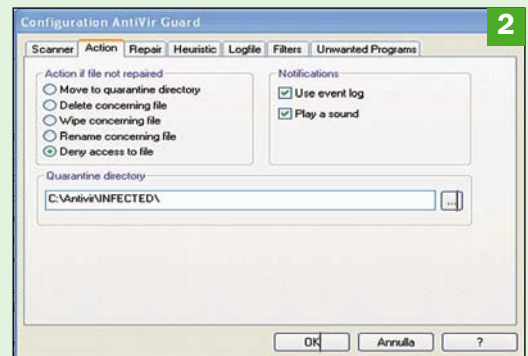 Configuration AntiVir Guard
2
Scanner Action Repair Heuristic Logfile Filters Unwanted Programs
Action if file not repaired
Move to quarantine directory
Delete concerning file
Wipe concerning file
Rename concerning file
Deny access to file
Notifications
Use event log
Play a sound
Quarantine directory
C:\Antivir\INFECTED\
...
OK Annulla ?